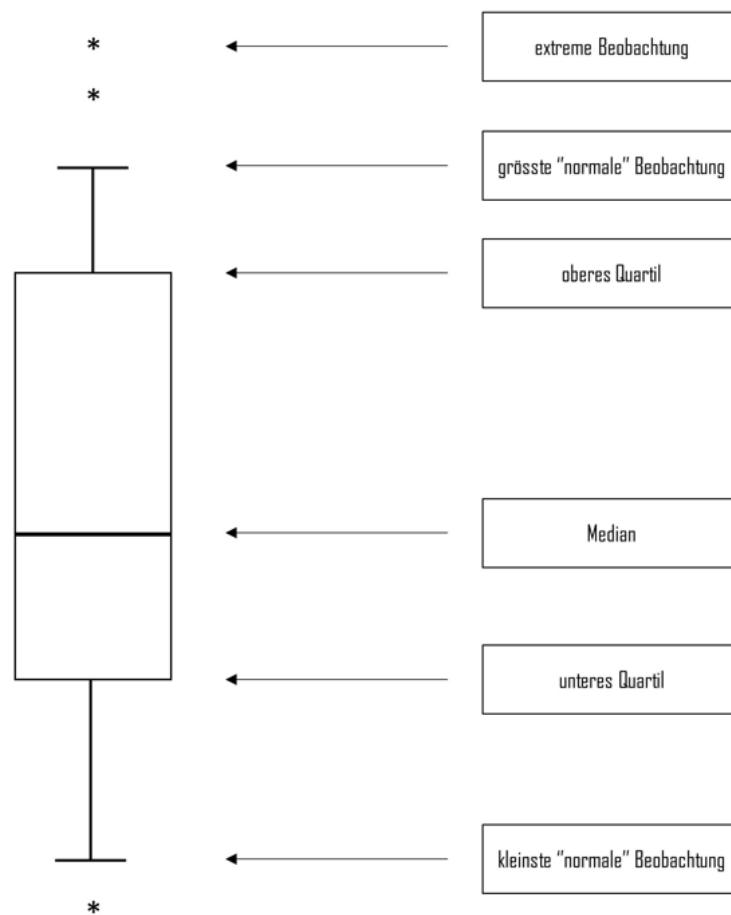 extreme Beobachtung
grösste "normale" Beobachtung
oberes Quartil
Median
unteres Quartil
kleinste "normale" Beobachtung